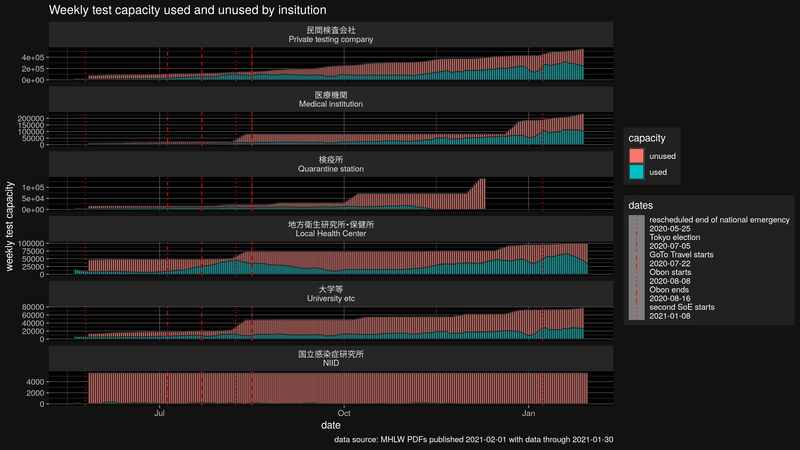 Weekly test capacity used and unused by insitution
民間検査会社
Private testing company
4e+05
2e+05
0e+00
医療機関
Medical institution
200000
150000
100000
50000
0
検疫所
Quarantine station
1e+05
5e+04
0e+00
地方衛生研究所・保健所
Local Health Center
100000
75000
50000
25000
0
大学等
University etc
80000
60000
40000
20000
0
国立感染症研究所
NIID
4000
2000
0
Jul
Oct
Jan
date
weekly test capacity
data source: MHLW PDFs published 2021-02-01 with data through 2021-01-30
capacity
unused
used
dates
rescheduled end of national emergency
2020-05-25
Tokyo election
2020-07-05
GoTo Travel starts
2020-07-22
Obon starts
2020-08-08
Obon ends
2020-08-16
second SoE starts
2021-01-08